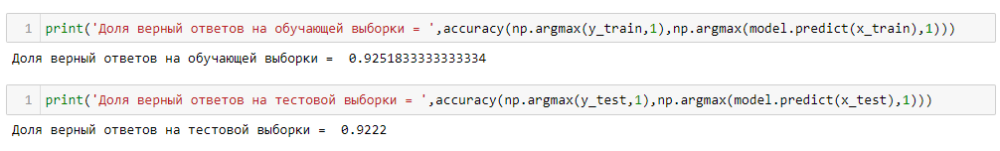 1 print('Доля верный ответов на обучающей выборки = ',accuracy(np.argmax(y_train,1),np.argmax(model.predict(x_train),1)))
Доля верный ответов на обучающей выборки =  0.9251833333333334
1 print('Доля верный ответов на тестовой выборки = ',accuracy(np.argmax(y_test,1),np.argmax(model.predict(x_test),1)))
Доля верный ответов на тестовой выборки =  0.9222